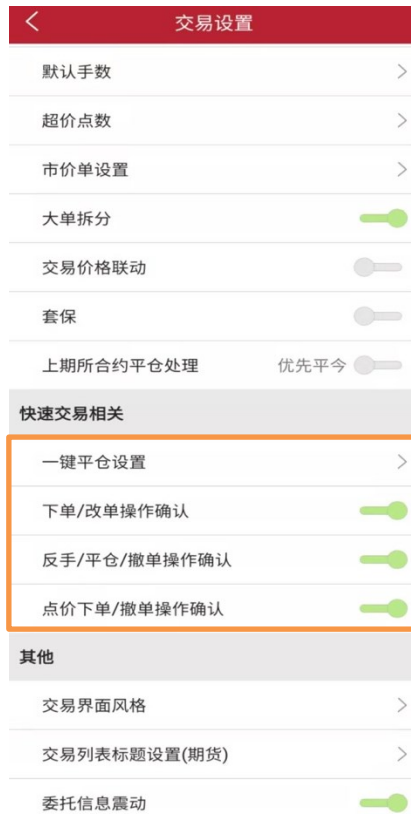 交易设置
默认手数
超价点数
市价单设置
大单拆分
交易价格联动
套保
上期所合约平仓处理 优先平今
快速交易相关
一键平仓设置
下单/改单操作确认
反手/平仓/撤单操作确认
点价下单/撤单操作确认
其他
交易界面风格
交易列表标题设置(期货)
委托信息震动